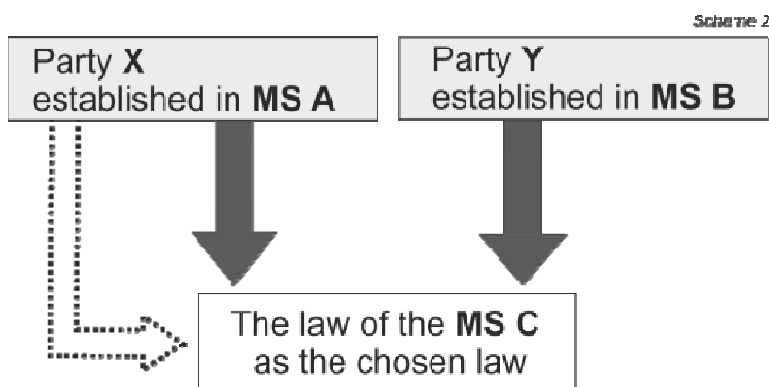 Scheme 2
Party X
established in MS A
Party Y
established in MS B
The law of the MS C
as the chosen law